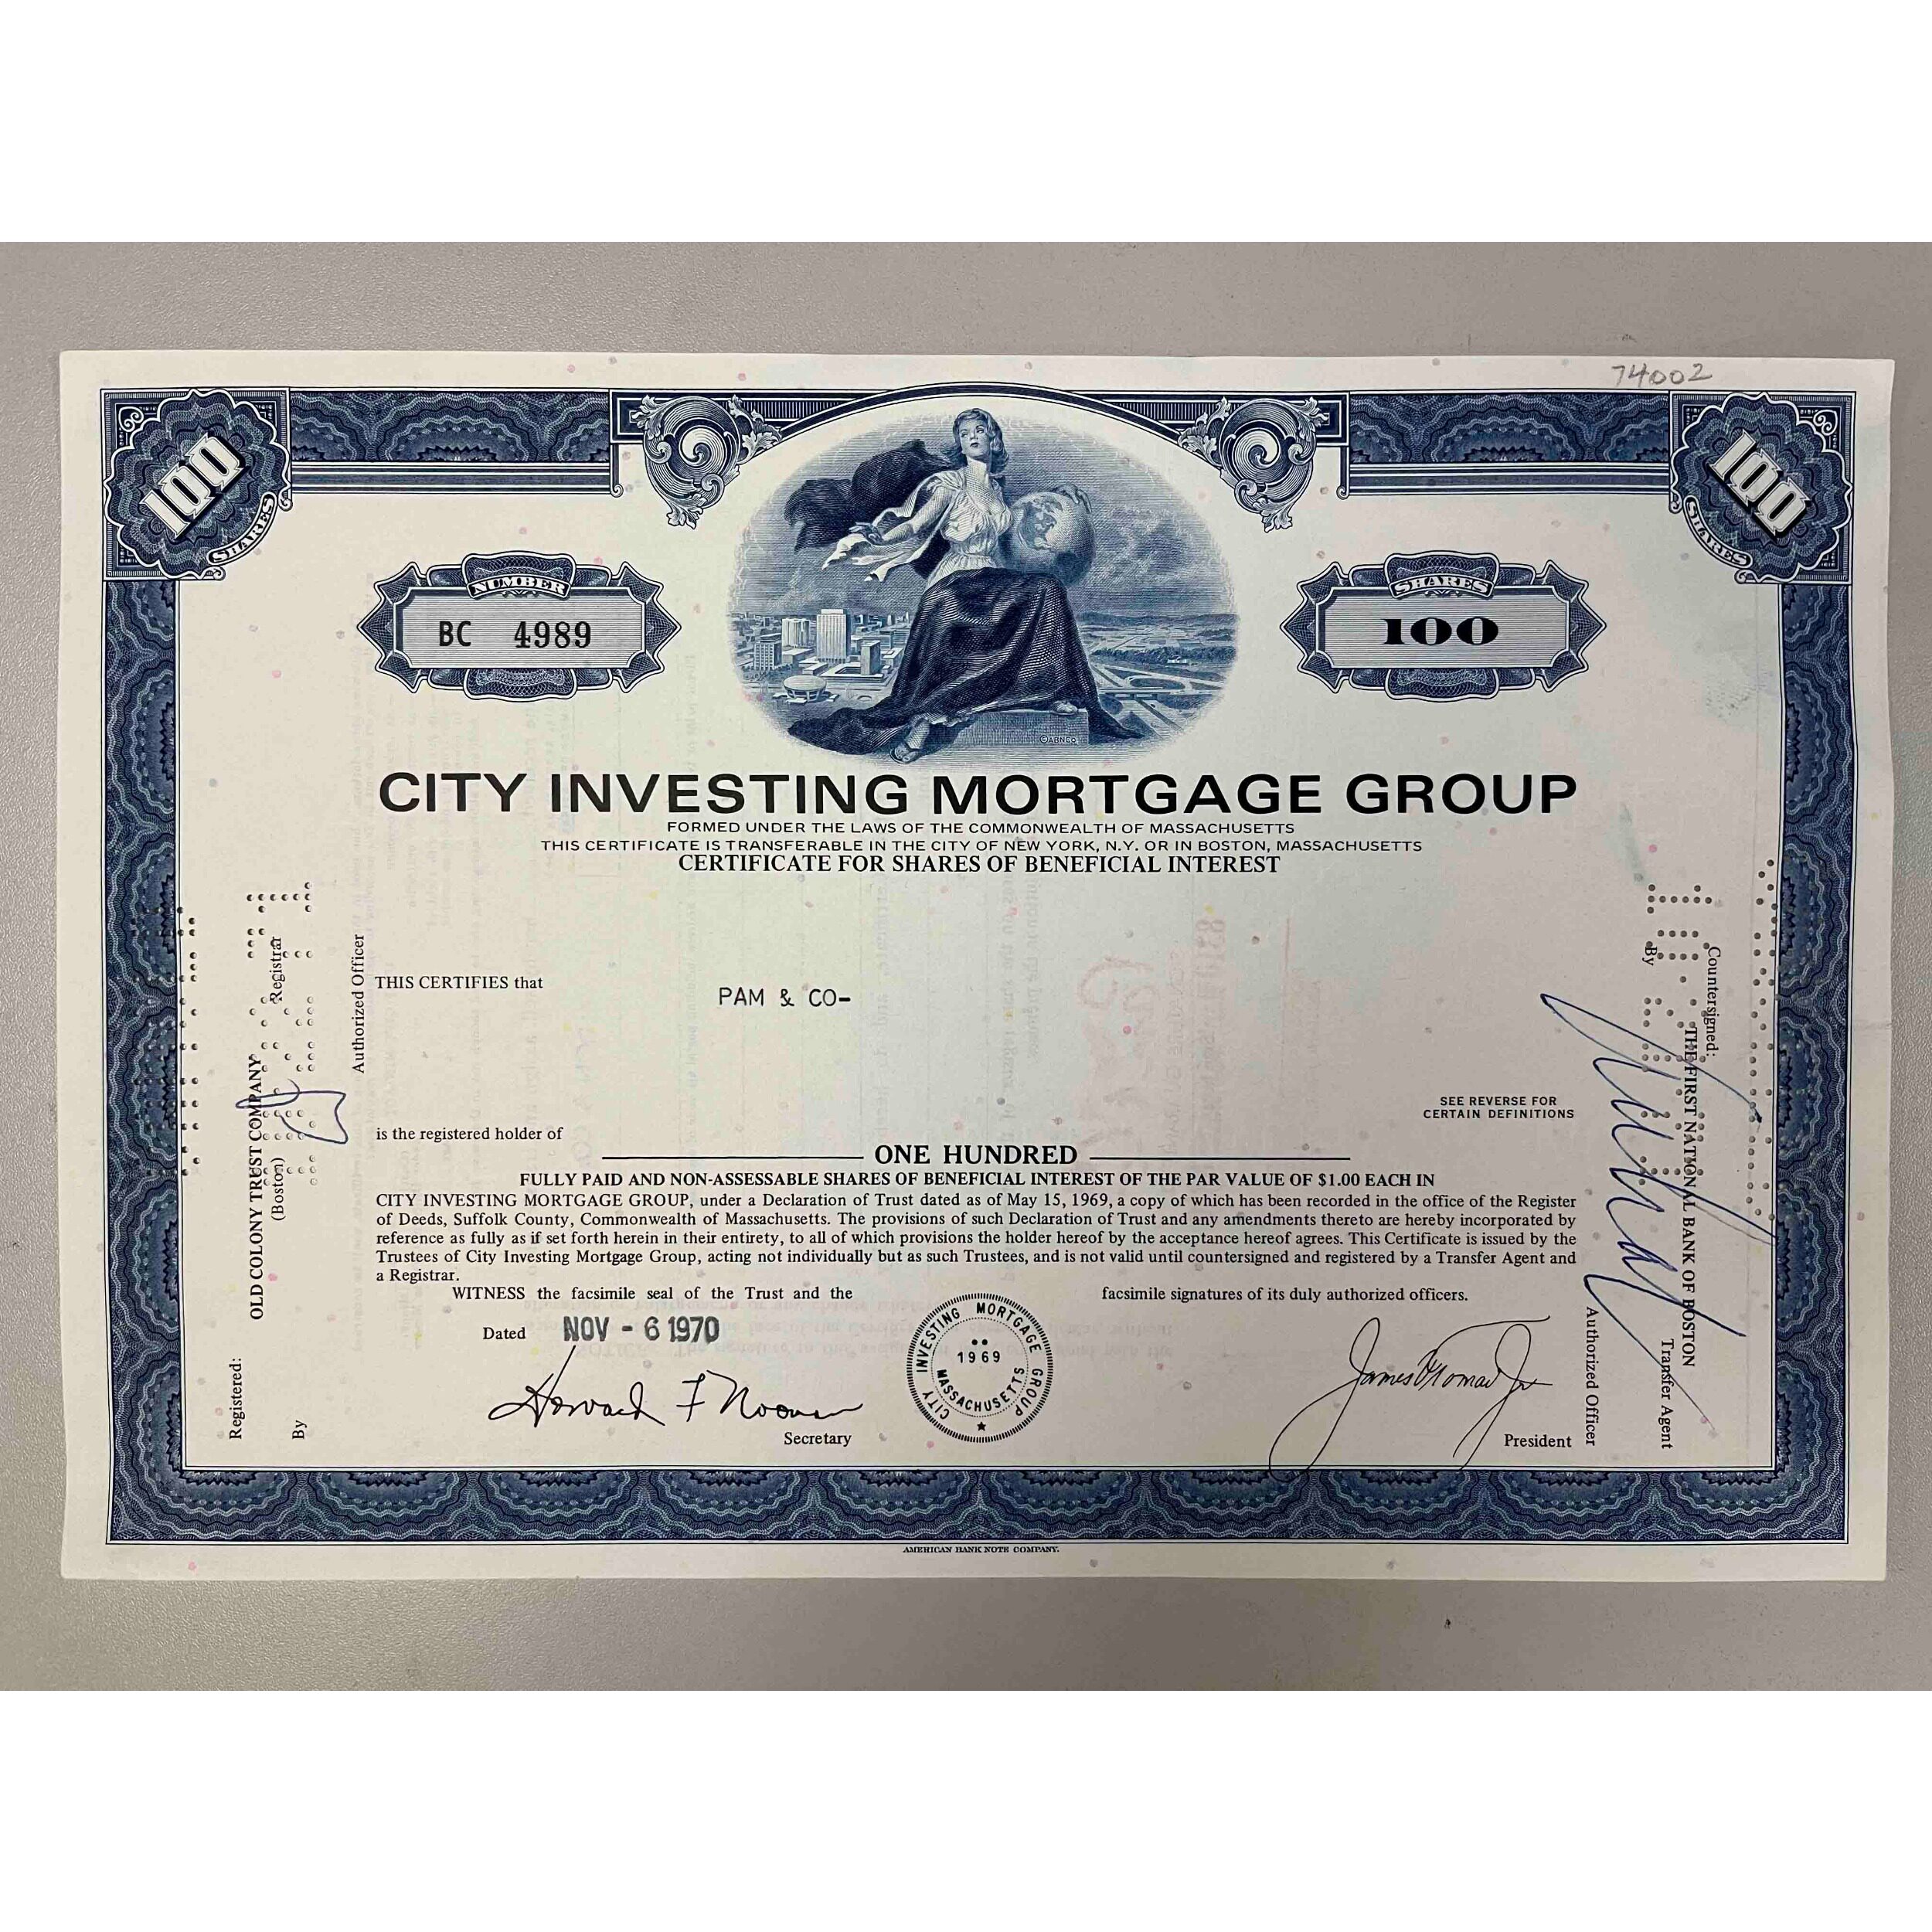 74002
100
SHARES
100
SHARES
NUMBER
BC 4989
SHARES
100
©ABNCO
CITY INVESTING MORTGAGE GROUP
FORMED UNDER THE LAWS OF THE COMMONWEALTH OF MASSACHUSETTS
THIS CERTIFICATE IS TRANSFERABLE IN THE CITY OF NEW YORK, N.Y. OR IN BOSTON, MASSACHUSETTS
CERTIFICATE FOR SHARES OF BENEFICIAL INTEREST
THIS CERTIFIES that
PAM & CO-
SEE REVERSE FOR
CERTAIN DEFINITIONS
is the registered holder of
ONE HUNDRED
FULLY PAID AND NON-ASSESSABLE SHARES OF BENEFICIAL INTEREST OF THE PAR VALUE OF $1.00 EACH IN
CITY INVESTING MORTGAGE GROUP, under a Declaration of Trust dated as of May 15, 1969, a copy of which has been recorded in the office of the Register
of Deeds, Suffolk County, Commonwealth of Massachusetts. The provisions of such Declaration of Trust and any amendments thereto are hereby incorporated by
reference as fully as if set forth herein in their entirety, to all of which provisions the holder hereof by the acceptance hereof agrees. This Certificate is issued by the
Trustees of City Investing Mortgage Group, acting not individually but as such Trustees, and is not valid until countersigned and registered by a Transfer Agent and
a Registrar.
WITNESS the facsimile seal of the Trust and the facsimile signatures of its duly authorized officers.
Dated NOV - 6 1970
Howard F Noonan
Secretary
CITY INVESTING MORTGAGE GROUP
1969
MASSACHUSETTS
President
Registered:
OLD COLONY TRUST COMPANY
(Boston) Registrar
By
Authorized Officer
Countersigned:
THE FIRST NATIONAL BANK OF BOSTON
Transfer Agent
By
Authorized Officer
AMERICAN BANK NOTE COMPANY.